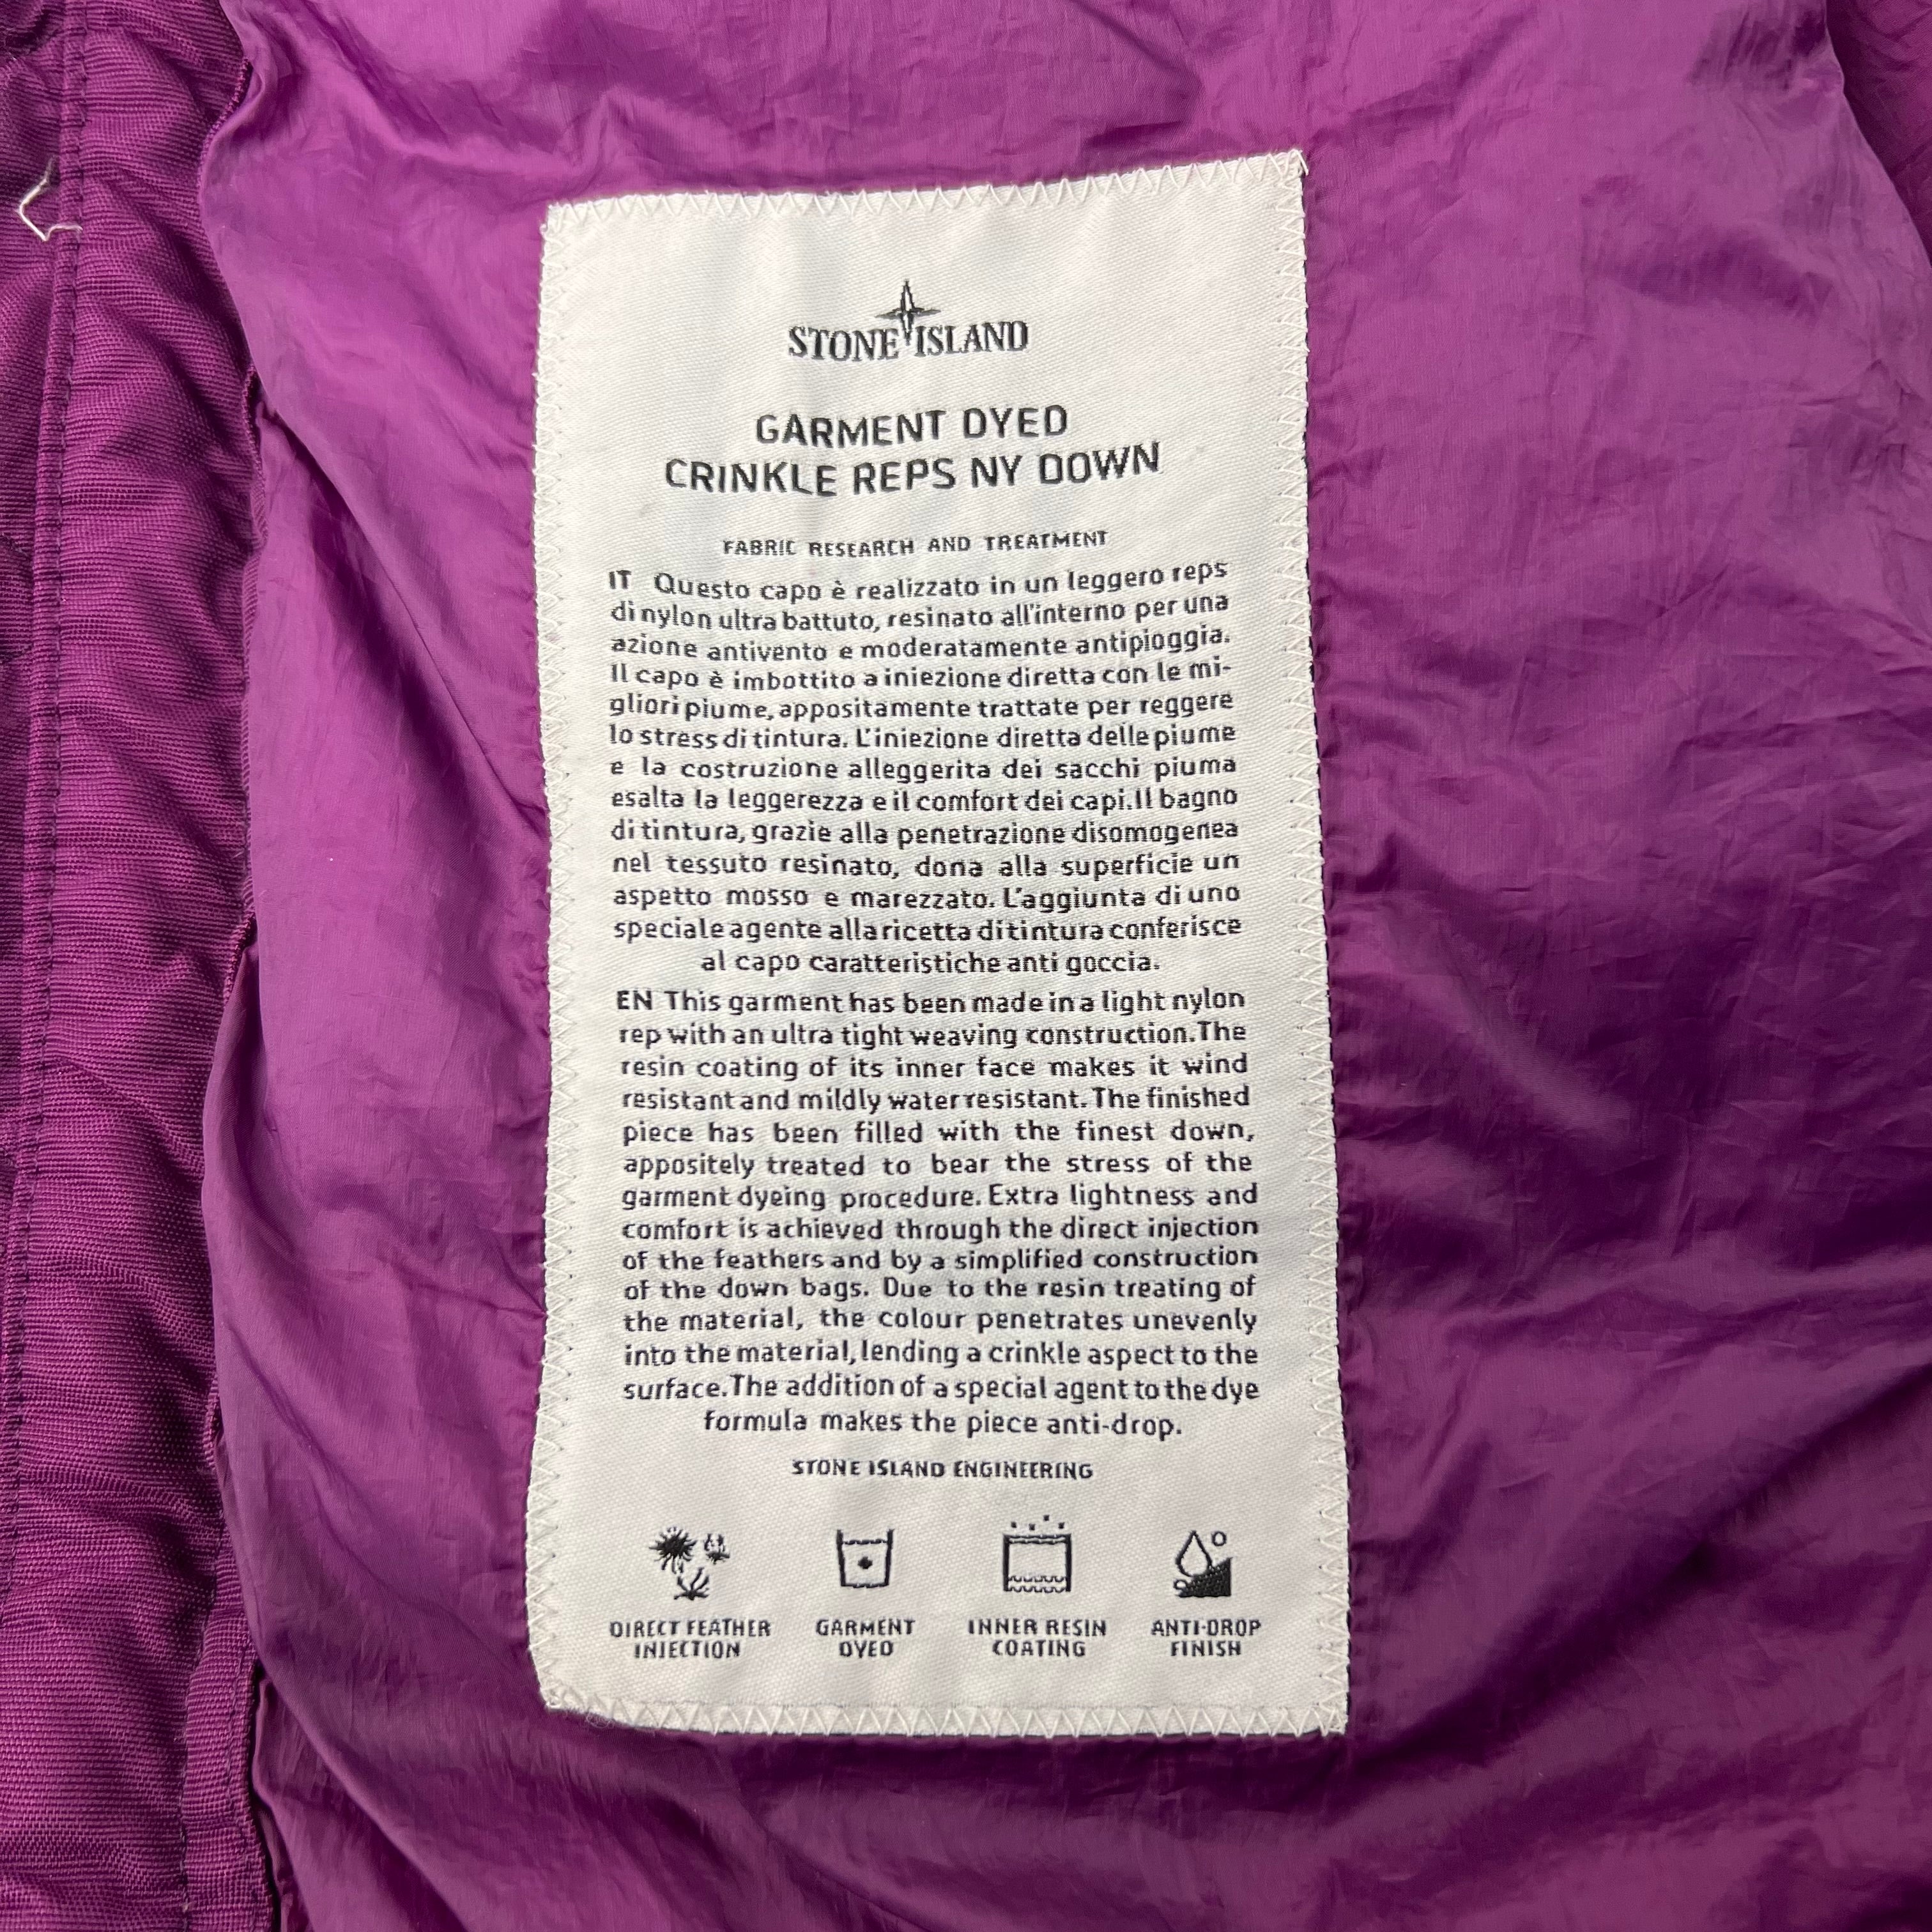 STONE ISLAND
GARMENT DYED
CRINKLE REPS NY DOWN
FABRIC RESEARCH AND TREATMENT
IT Questo capo è realizzato in un leggero reps
di nylon ultra battuto, resinato all'interno per una
azione antivento e moderatamente antipioggia.
Il capo è imbottito a iniezione diretta con le mi-
gliori piume, appositamente trattate per reggere
lo stress di tintura. L'iniezione diretta delle piume
e la costruzione alleggerita dei sacchi piuma
esalta la leggerezza e il comfort dei capi. Il bagno
di tintura, grazie alla penetrazione disomogenea
nel tessuto resinato, dona alla superficie un
aspetto mosso e marezzato. L'aggiunta di uno
speciale agente alla ricetta di tintura conferisce
al capo caratteristiche anti goccia.
EN This garment has been made in a light nylon
rep with an ultra tight weaving construction. The
resin coating of its inner face makes it wind
resistant and mildly water resistant. The finished
piece has been filled with the finest down,
appositely treated to bear the stress of the
garment dyeing procedure. Extra lightness and
comfort is achieved through the direct injection
of the feathers and by a simplified construction
of the down bags. Due to the resin treating of
the material, the colour penetrates unevenly
into the material, lending a crinkle aspect to the
surface. The addition of a special agent to the dye
formula makes the piece anti-drop.
STONE ISLAND ENGINEERING
DIRECT FEATHER INJECTION
GARMENT DYED
INNER RESIN COATING
ANTI-DROP FINISH